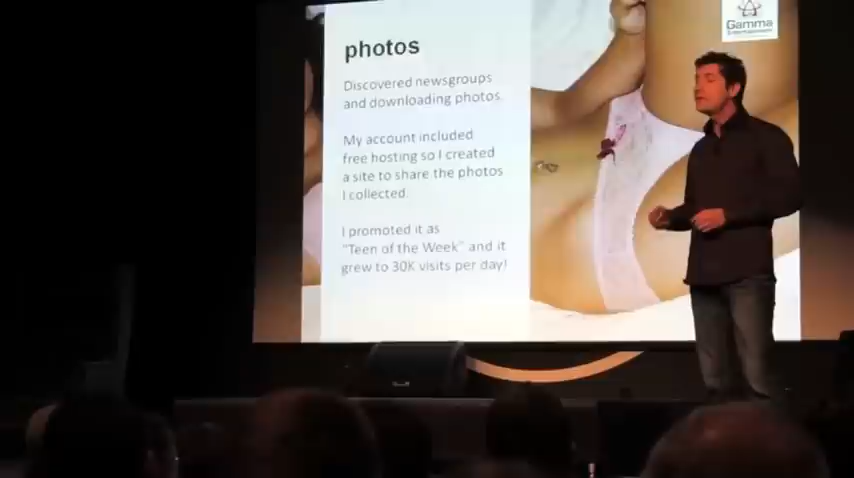 photos
Discovered newsgroups
and downloading photos.
My account included
free hosting so I created
a site to share the photos
I collected.
I promoted it as
"Teen of the Week" and it
grew to 30K visits per day!
Gamma
Entertainment